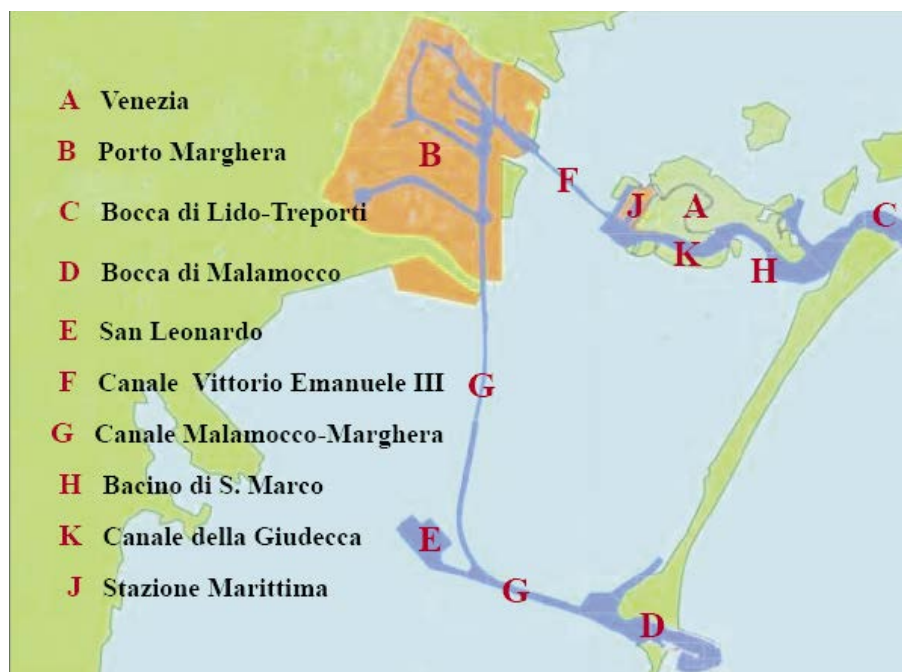 A Venezia
B Porto Marghera
C Bocca di Lido-Treporti
D Bocca di Malamocco
E San Leonardo
F Canale Vittorio Emanuele III
G Canale Malamocco-Marghera
H Bacino di S. Marco
K Canale della Giudecca
J Stazione Marittima
B
F
J
A
C
K
H
G
E
G
D